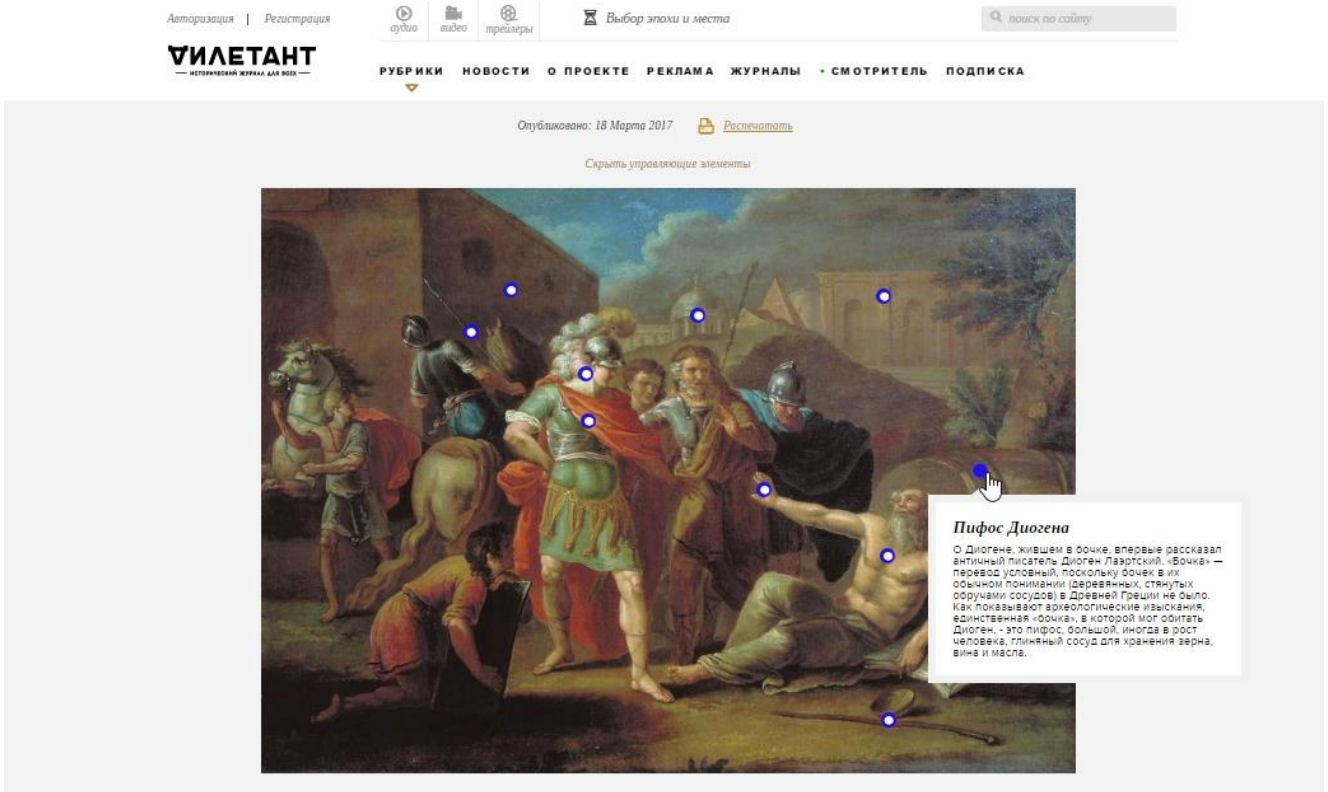 Авторизация | Регистрация
аудио видео трейлеры
Выбор эпохи и места
поиск по сайту
ДИЛЕТАНТ
ИСТОРИЧЕСКИЙ ЖУРНАЛ ДЛЯ ВСЕХ
РУБРИКИ НОВОСТИ О ПРОЕКТЕ РЕКЛАМА ЖУРНАЛЫ • СМОТРИТЕЛЬ ПОДПИСКА
Опубликовано: 18 Марта 2017 Распечатать
Скрыть управляющие элементы
Пифос Диогена
О Диогене, жившем в бочке, впервые рассказал
античный писатель Диоген Лаэртский. «Бочка» —
перевод условный, поскольку бочек в их
обычном понимании (деревянных, стянутых
обручами сосудов) в Древней Греции не было.
Как показывают археологические изыскания,
единственная «бочка», в которой мог обитать
Диоген, - это пифос, большой, иногда в рост
человека, глиняный сосуд для хранения зерна,
вина и масла.